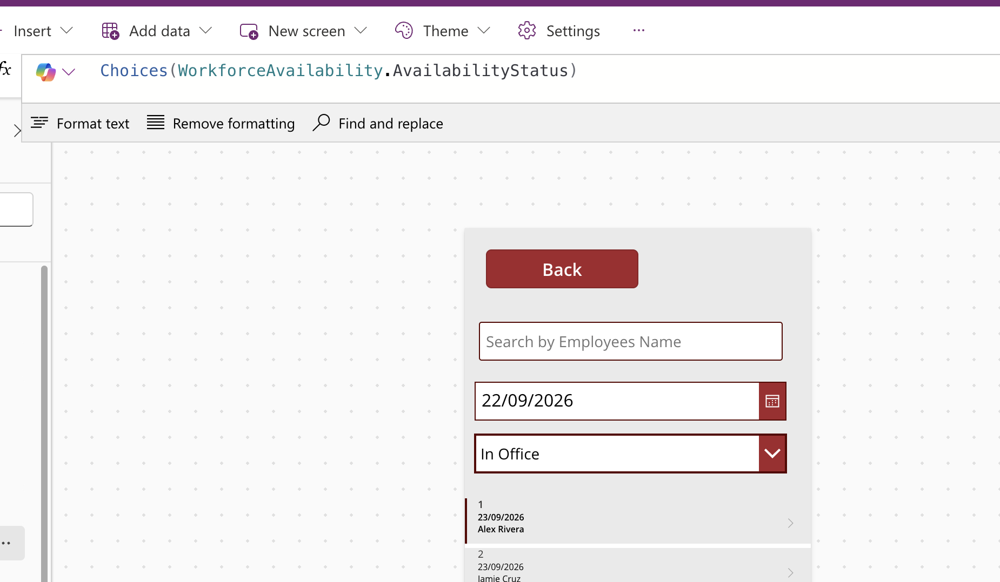 Insert
Add data
New screen
Theme
Settings
...
fx
Choices(WorkforceAvailability.AvailabilityStatus)
Format text
Remove formatting
Find and replace
Back
Search by Employees Name
22/09/2026
In Office
1
23/09/2026
Alex Rivera
2
23/09/2026
Jamie Cruz